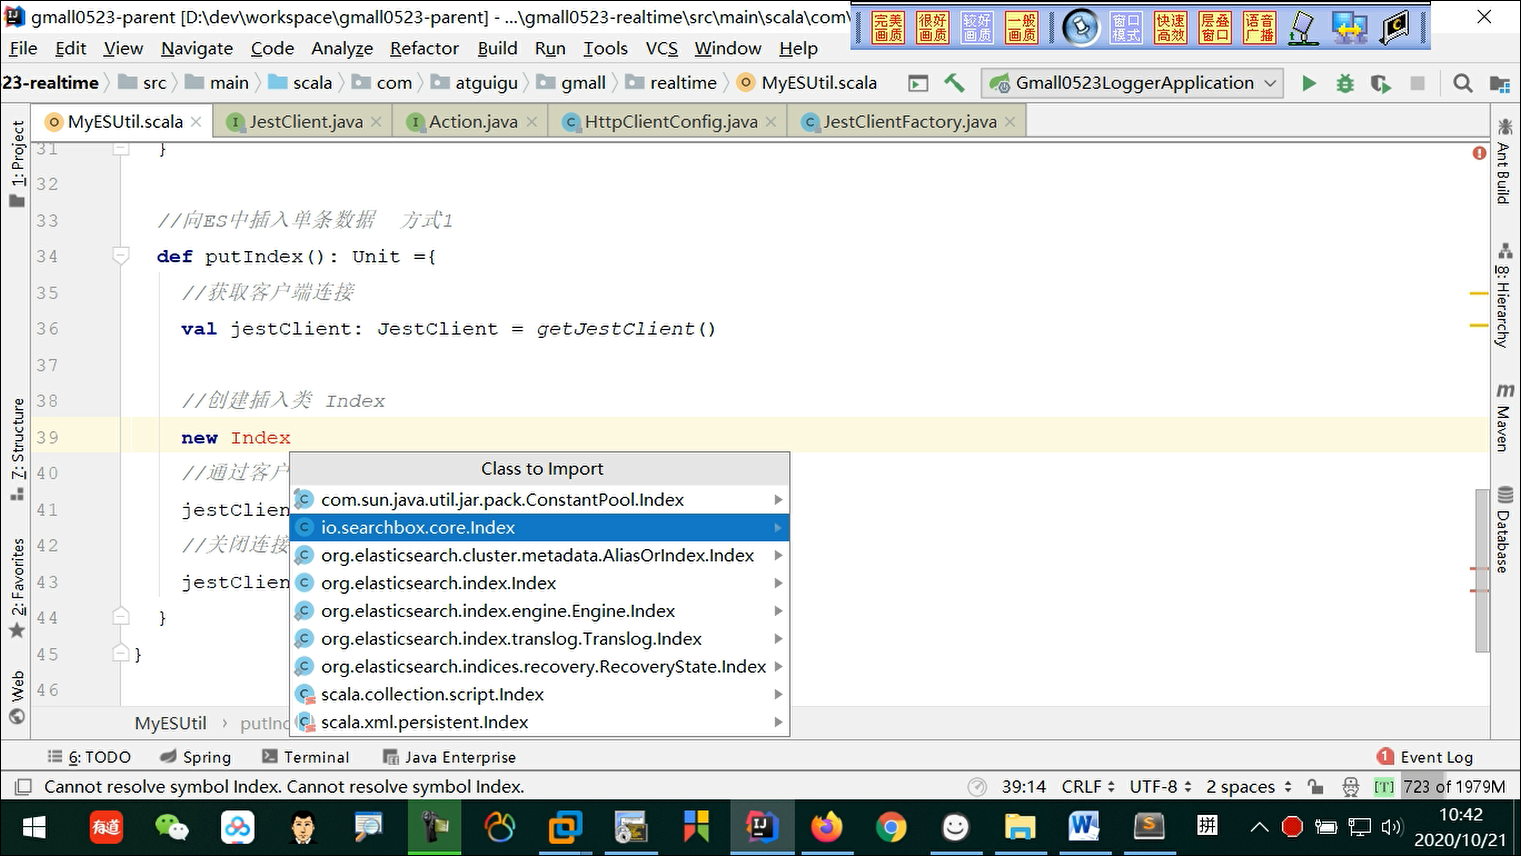 gmall0523-parent [D:\dev\workspace\gmall0523-parent] - ...\gmall0523-realtime\src\main\scala\com\
完美画质 很好画质 较好画质 一般画质 窗口模式 快速高效 层叠窗口 语音广播
File Edit View Navigate Code Analyze Refactor Build Run Tools VCS Window Help
23-realtime src main scala com atguigu gmall realtime MyESUtil.scala Gmall0523LoggerApplication
MyESUtil.scala JestClient.java Action.java HttpClientConfig.java JestClientFactory.java
1: Project
Z: Structure
2: Favorites
Web
Ant Build
8: Hierarchy
m Maven
Database
31 }
32
33 //向ES中插入单条数据 方式1
34 def putIndex(): Unit ={
35 //获取客户端连接
36 val jestClient: JestClient = getJestClient()
37
38 //创建插入类 Index
39 new Index
40 //通过客户
41 jestClien
42 //关闭连接
43 jestClien
44 }
45 }
46
Class to Import
com.sun.java.util.jar.pack.ConstantPool.Index
io.searchbox.core.Index
org.elasticsearch.cluster.metadata.AliasOrIndex.Index
org.elasticsearch.index.Index
org.elasticsearch.index.engine.Engine.Index
org.elasticsearch.index.translog.Translog.Index
org.elasticsearch.indices.recovery.RecoveryState.Index
scala.collection.script.Index
scala.xml.persistent.Index
MyESUtil › putInd
6: TODO Spring Terminal Java Enterprise 1 Event Log
Cannot resolve symbol Index. Cannot resolve symbol Index. 39:14 CRLF UTF-8 2 spaces [T] 723 of 1979M
有道 W S 拼 10:42
2020/10/21